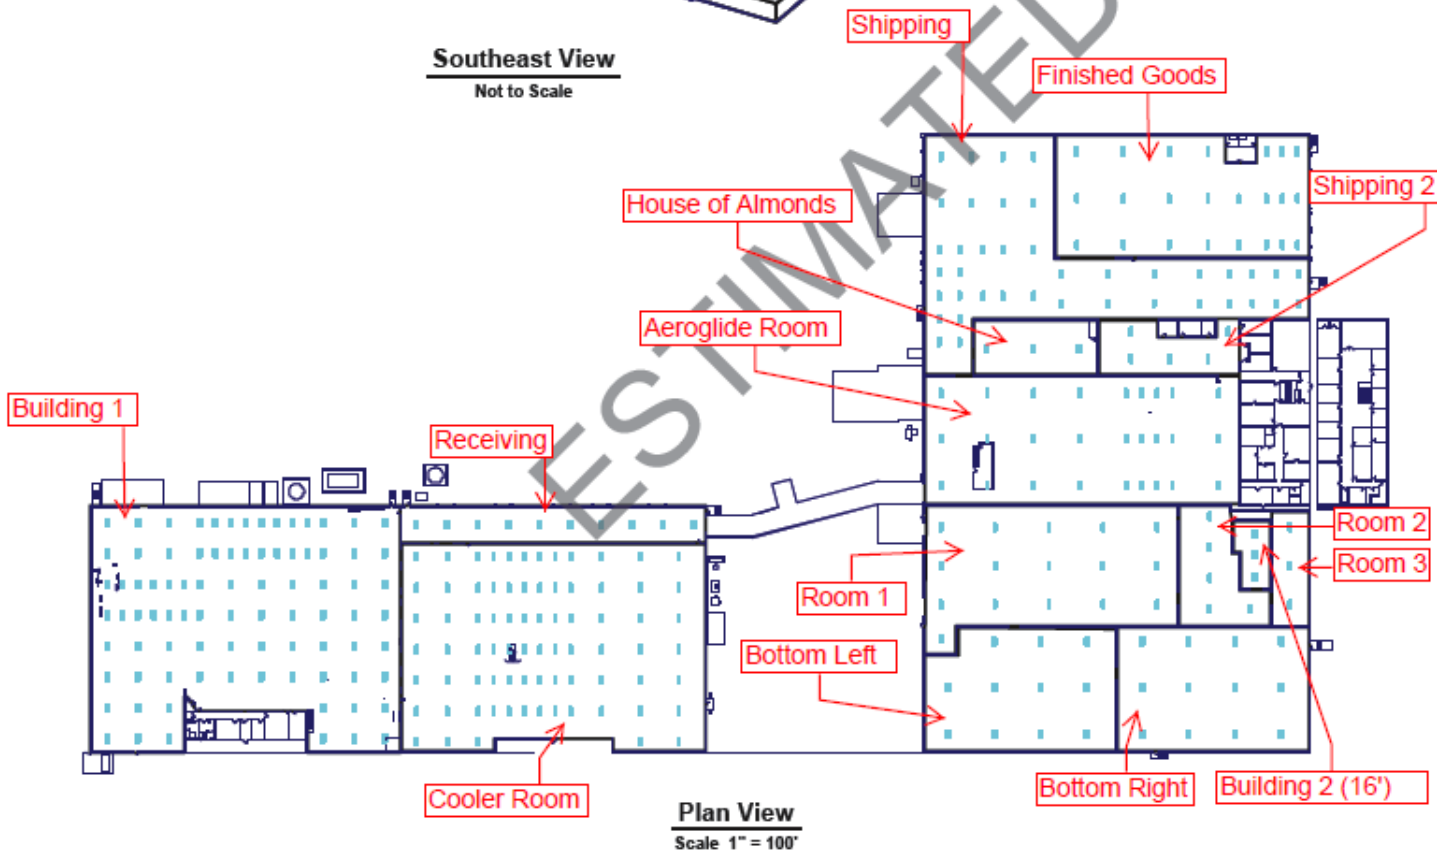 Shipping
Southeast View
Not to Scale
Finished Goods
Shipping 2
House of Almonds
Aeroglide Room
Building 1
Receiving
Room 2
Room 3
Room 1
Bottom Left
Cooler Room
Bottom Right
Building 2 (16')
Plan View
Scale 1" = 100'
ESTIMATED